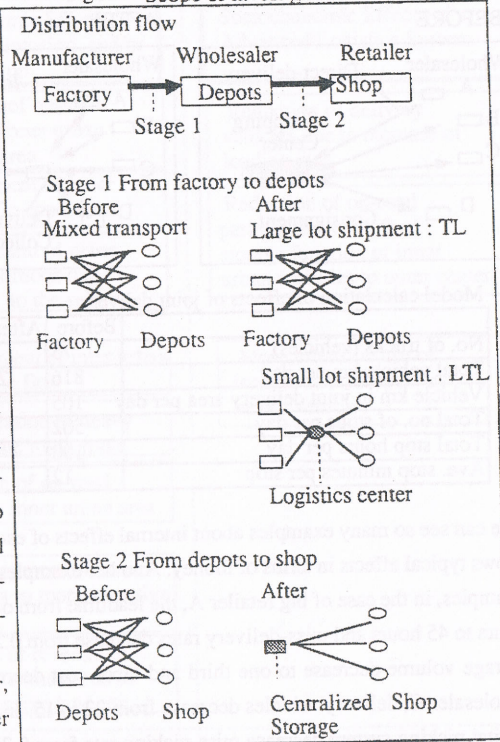 Distribution flow
Manufacturer Wholesaler Retailer
Factory Depots Shop
Stage 1 Stage 2
Stage 1 From factory to depots
Before After
Mixed transport Large lot shipment : TL
Factory Depots Factory Depots
Small lot shipment : LTL
Logistics center
Stage 2 From depots to shop
Before After
Depots Shop Centralized Shop
Storage